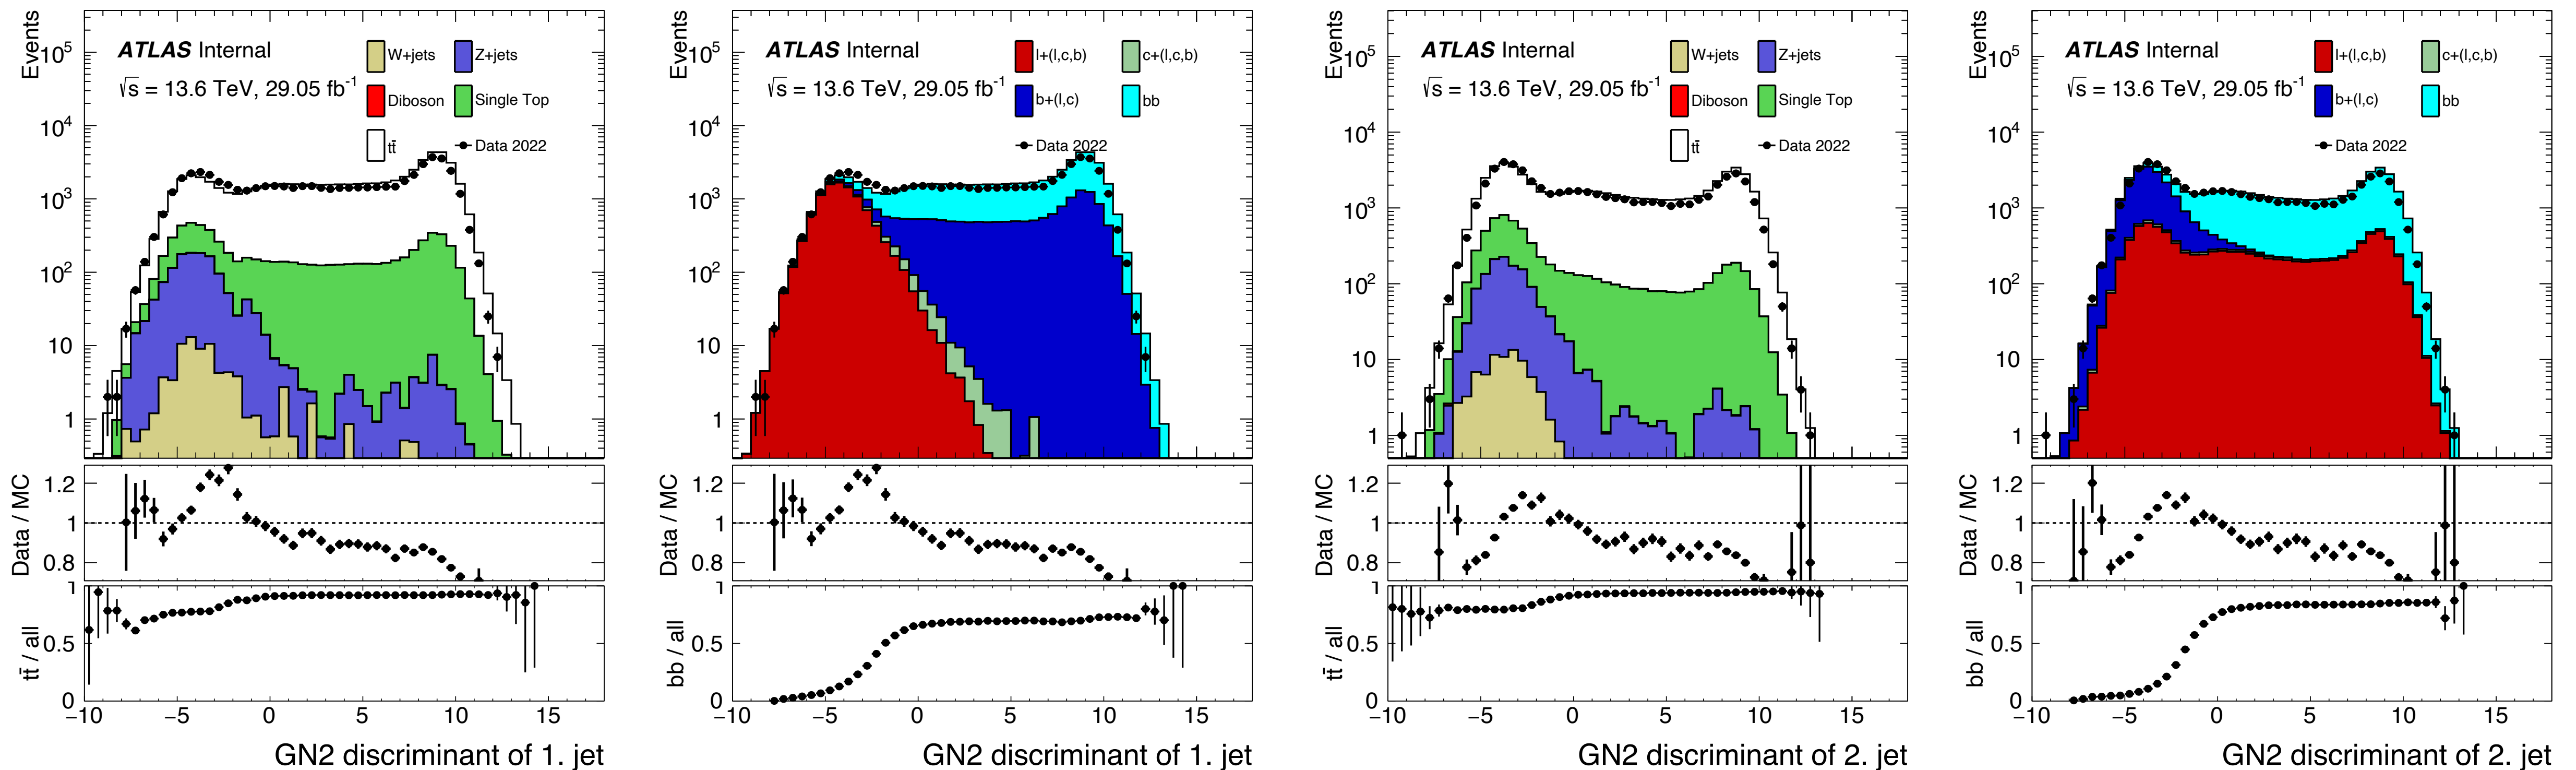 Events
10⁵
10⁴
10³
10²
10
1
ATLAS Internal
√s = 13.6 TeV, 29.05 fb⁻¹
W+jets Z+jets
Diboson Single Top
tt̄ Data 2022
Data / MC
1.2
1
0.8
tt̄ / all
1
0.5
0
−10 −5 0 5 10 15
GN2 discriminant of 1. jet
Events
10⁵
10⁴
10³
10²
10
1
ATLAS Internal
√s = 13.6 TeV, 29.05 fb⁻¹
l+(l,c,b) c+(l,c,b)
b+(l,c) bb
Data 2022
Data / MC
1.2
1
0.8
bb / all
1
0.5
0
−10 −5 0 5 10 15
GN2 discriminant of 1. jet
Events
10⁵
10⁴
10³
10²
10
1
ATLAS Internal
√s = 13.6 TeV, 29.05 fb⁻¹
W+jets Z+jets
Diboson Single Top
tt̄ Data 2022
Data / MC
1.2
1
0.8
tt̄ / all
1
0.5
0
−10 −5 0 5 10 15
GN2 discriminant of 2. jet
Events
10⁵
10⁴
10³
10²
10
1
ATLAS Internal
√s = 13.6 TeV, 29.05 fb⁻¹
l+(l,c,b) c+(l,c,b)
b+(l,c) bb
Data 2022
Data / MC
1.2
1
0.8
bb / all
1
0.5
0
−10 −5 0 5 10 15
GN2 discriminant of 2. jet